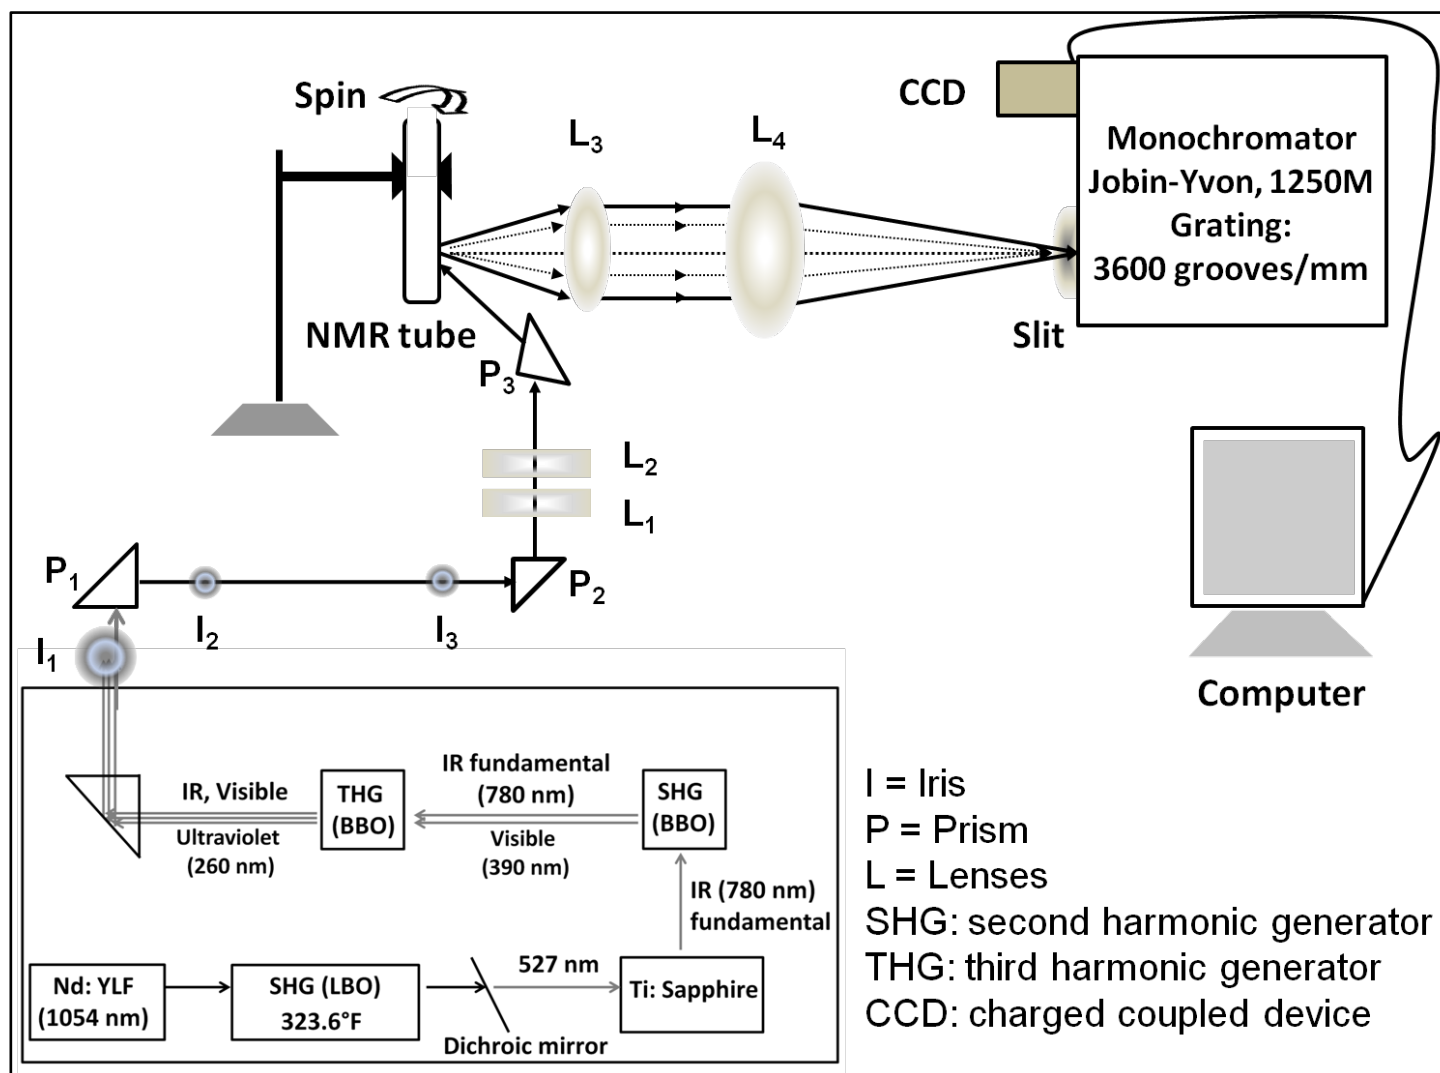 Spin
L3
L4
CCD
Monochromator
Jobin-Yvon, 1250M
Grating:
3600 grooves/mm
NMR tube
Slit
P3
L2
L1
P1
P2
I2
I3
I1
Computer
IR fundamental
(780 nm)
Visible
(390 nm)
THG
(BBO)
SHG
(BBO)
IR, Visible
Ultraviolet
(260 nm)
IR (780 nm)
fundamental
Nd: YLF
(1054 nm)
SHG (LBO)
323.6°F
527 nm
Dichroic mirror
Ti: Sapphire
I = Iris
P = Prism
L = Lenses
SHG: second harmonic generator
THG: third harmonic generator
CCD: charged coupled device